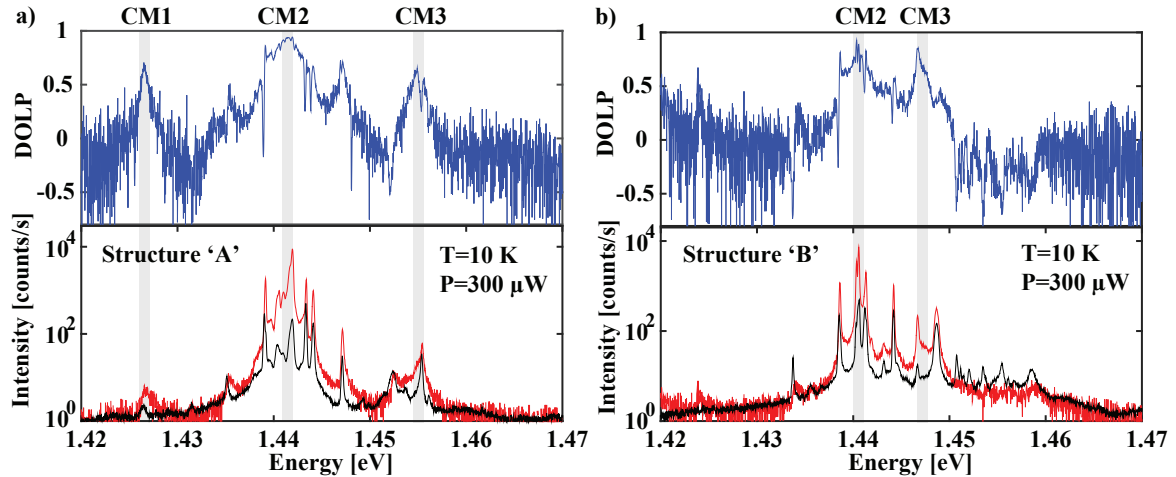 a) CM1 CM2 CM3
1
0.5
0
-0.5
DOLP
10^4
10^2
10^0
Intensity [counts/s]
Structure ‘A’
T=10 K
P=300 μW
1.42 1.43 1.44 1.45 1.46 1.47
Energy [eV]
b) CM2 CM3
1
0.5
0
-0.5
DOLP
10^4
10^2
10^0
Intensity [counts/s]
Structure ‘B’
T=10 K
P=300 μW
1.42 1.43 1.44 1.45 1.46 1.47
Energy [eV]